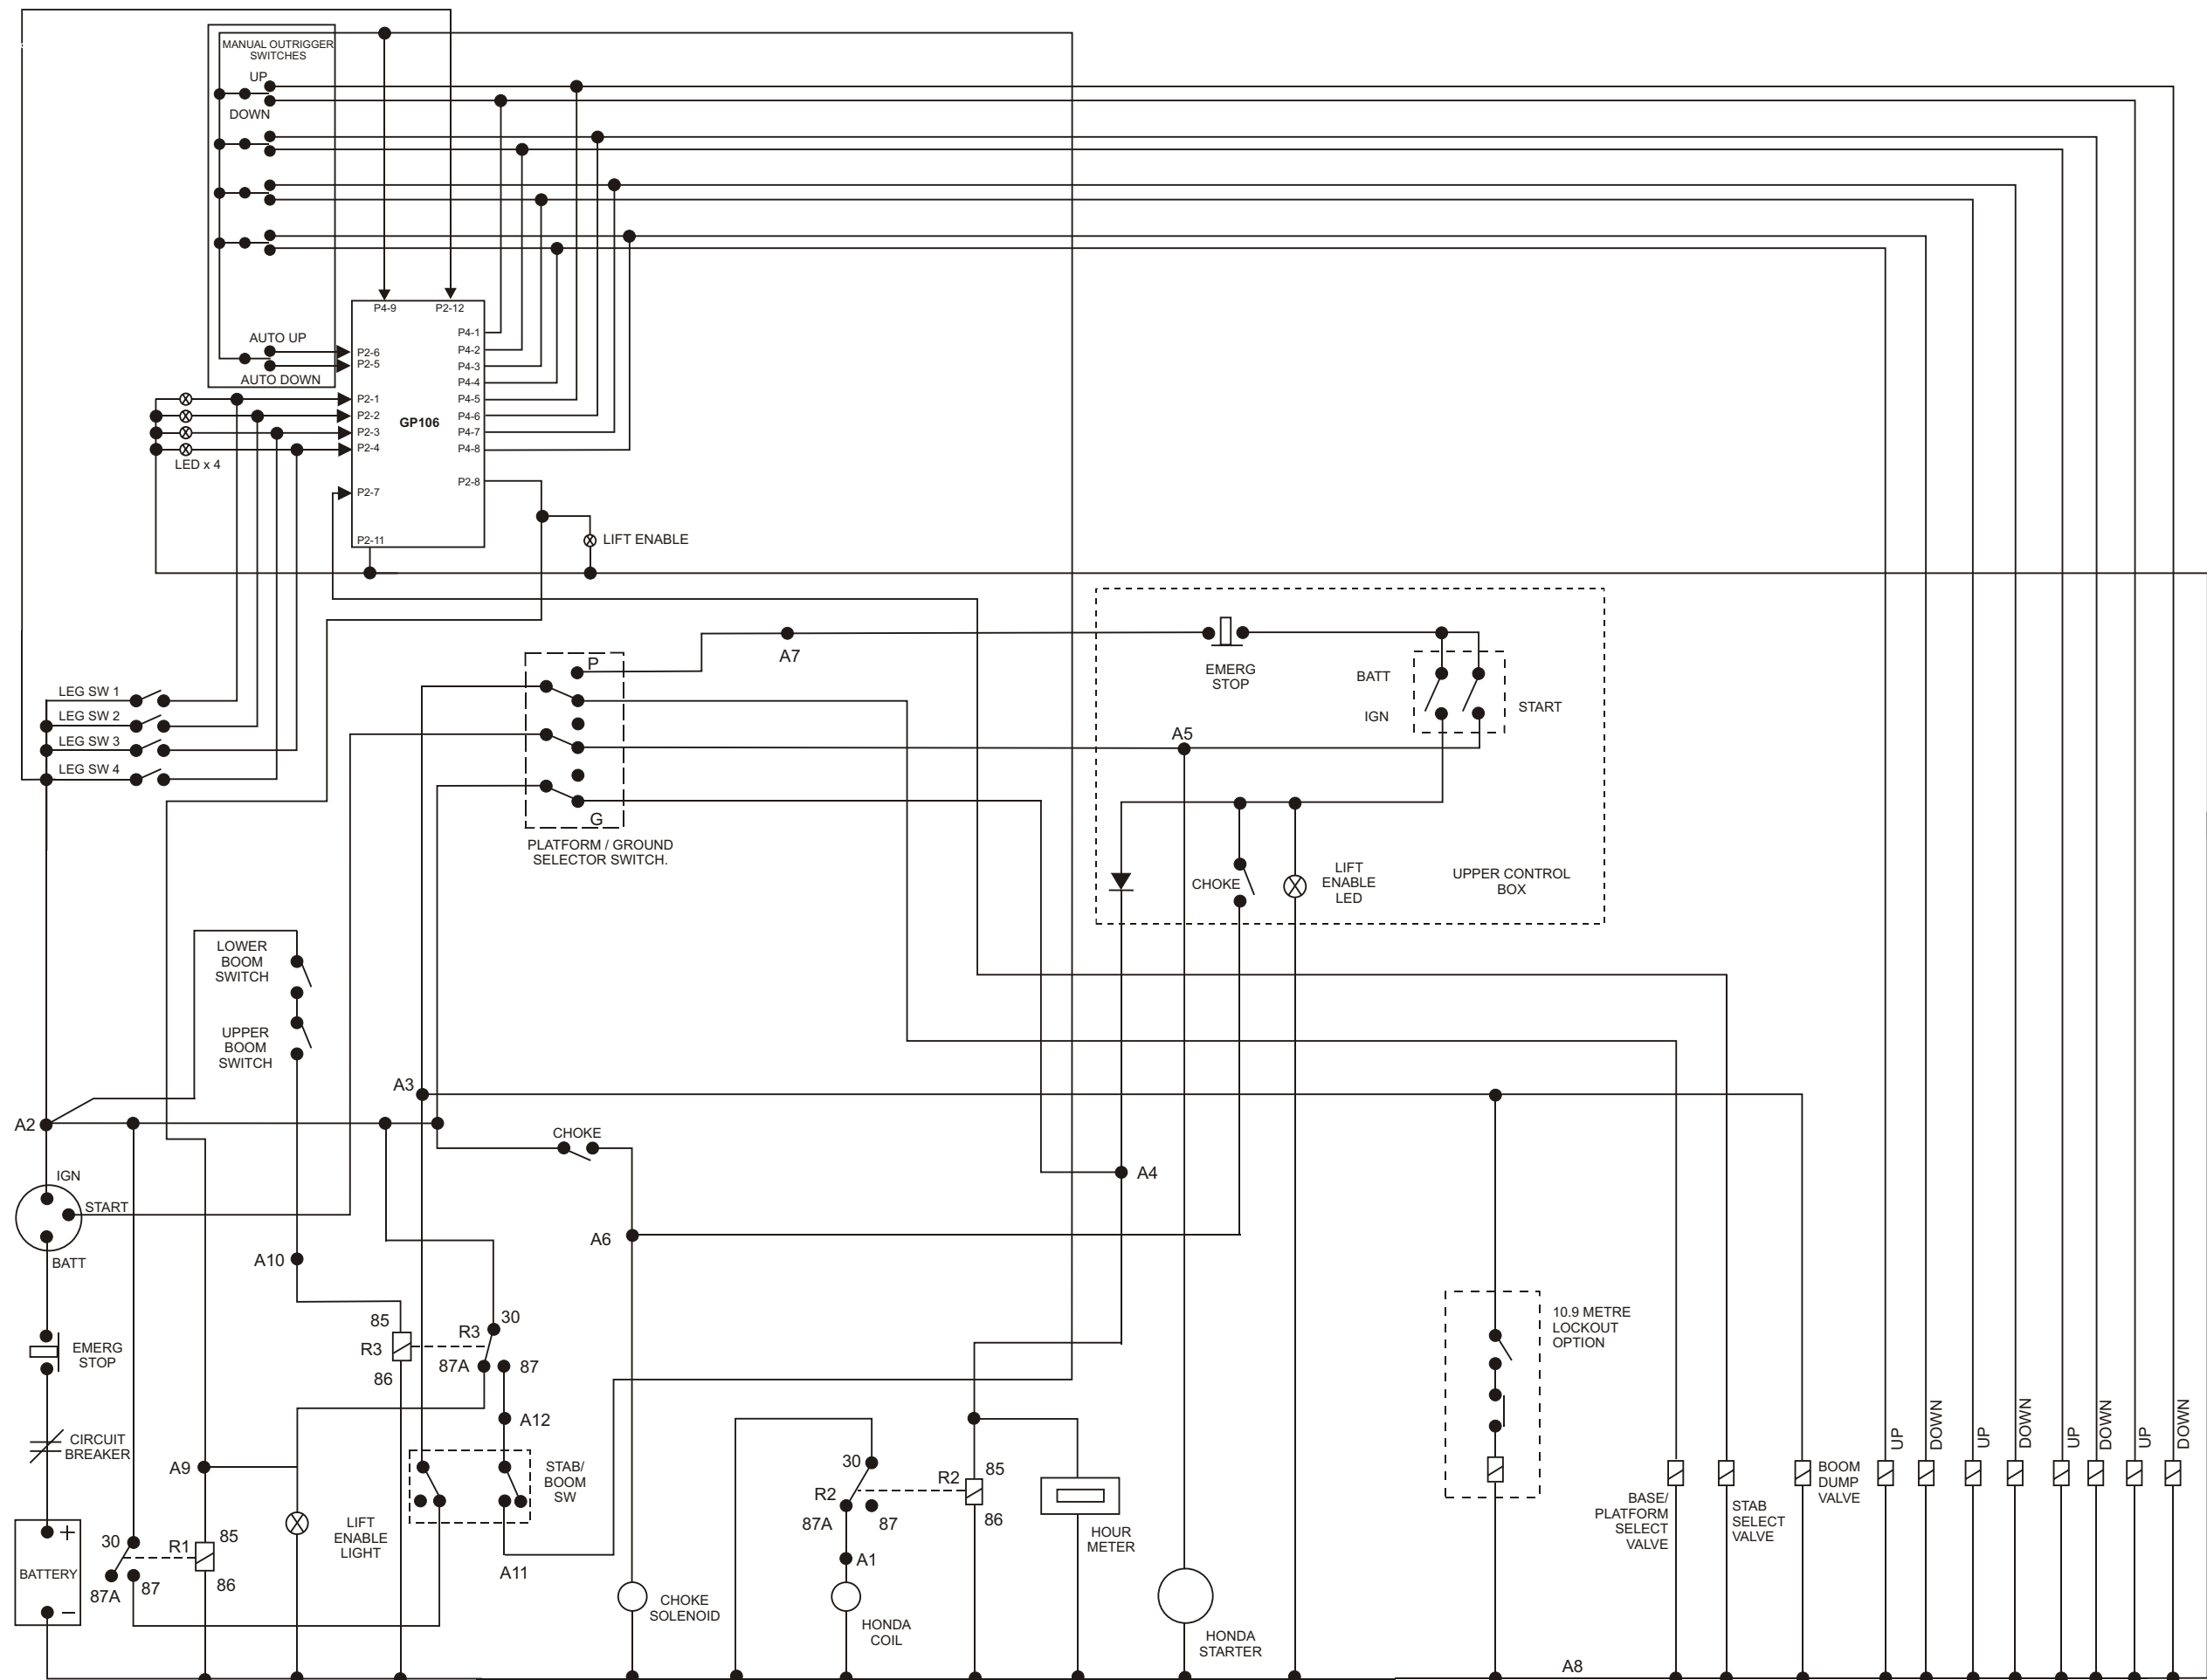 MANUAL OUTRIGGER
SWITCHES
UP
DOWN
P4-9
P2-12
P4-1
AUTO UP
P2-6
P4-2
P2-5
P4-3
AUTO DOWN
P4-4
P2-1
P4-5
P2-2
P4-6
GP106
P2-3
P4-7
P2-4
P4-8
LED x 4
P2-8
P2-7
P2-11
LIFT ENABLE
P
A7
EMERG
STOP
BATT
IGN
START
LEG SW 1
LEG SW 2
LEG SW 3
LEG SW 4
A5
G
PLATFORM / GROUND
SELECTOR SWITCH.
CHOKE
LIFT
ENABLE
LED
UPPER CONTROL
BOX
LOWER
BOOM
SWITCH
UPPER
BOOM
SWITCH
A3
A2
CHOKE
A4
IGN
START
BATT
A6
A10
EMERG
STOP
85
R3
86
R3
30
87A
87
10.9 METRE
LOCKOUT
OPTION
A12
CIRCUIT
BREAKER
A9
STAB/
BOOM
SW
30
R2
87A
87
R2
85
86
HOUR
METER
UP
DOWN
UP
DOWN
UP
DOWN
UP
DOWN
BASE/
PLATFORM
SELECT
VALVE
STAB
SELECT
VALVE
BOOM
DUMP
VALVE
+
BATTERY
–
30
R1
85
86
87A
87
LIFT
ENABLE
LIGHT
A11
A1
CHOKE
SOLENOID
HONDA
COIL
HONDA
STARTER
A8